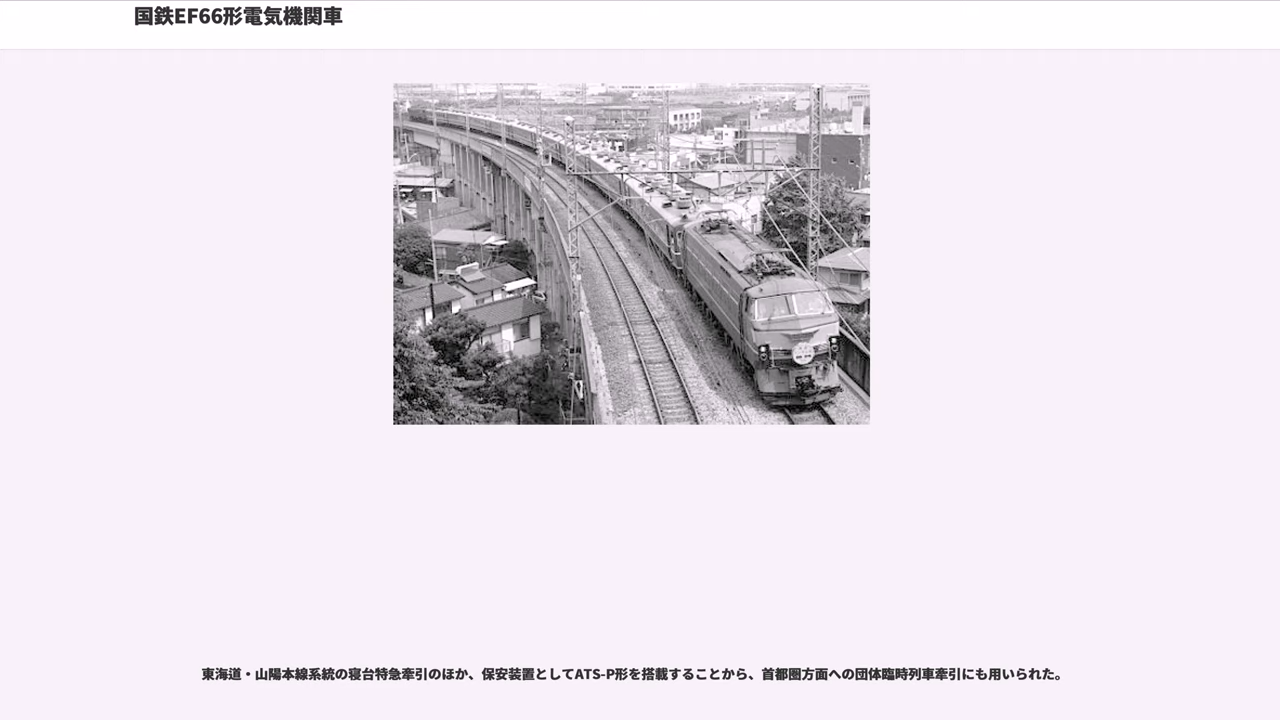 国鉄EF66形電気機関車
東海道・山陽本線系統の寝台特急牽引のほか、保安装置としてATS-P形を搭載することから、首都圏方面への団体臨時列車牽引にも用いられた。